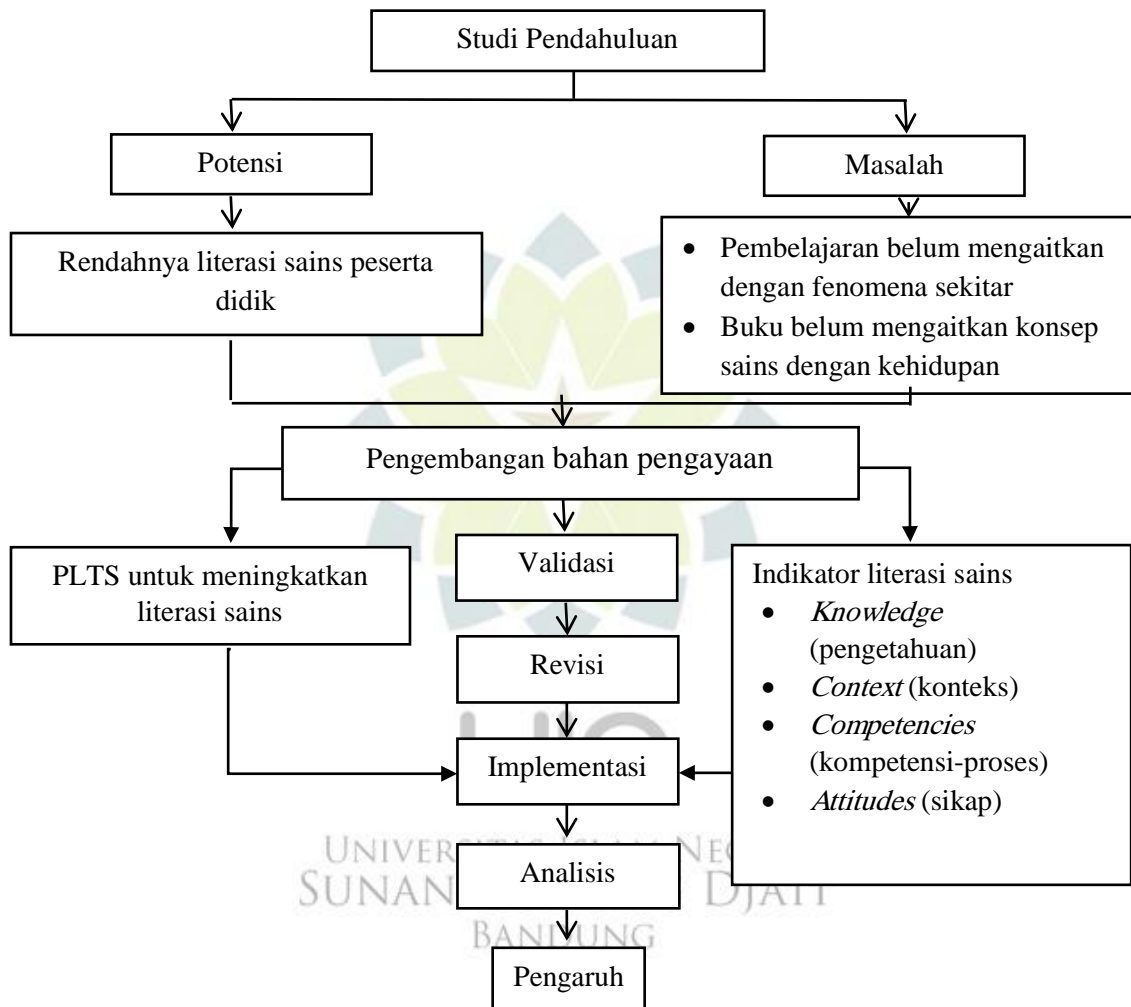 Studi Pendahuluan
Potensi
Masalah
Rendahnya literasi sains peserta
didik
• Pembelajaran belum mengaitkan
dengan fenomena sekitar
• Buku belum mengaitkan konsep
sains dengan kehidupan
Pengembangan bahan pengayaan
PLTS untuk meningkatkan
literasi sains
Validasi
Revisi
Implementasi
Analisis
Pengaruh
Indikator literasi sains
• Knowledge
(pengetahuan)
• Context (konteks)
• Competencies
(kompetensi-proses)
• Attitudes (sikap)
SUNAN DJATI
BANDUNG